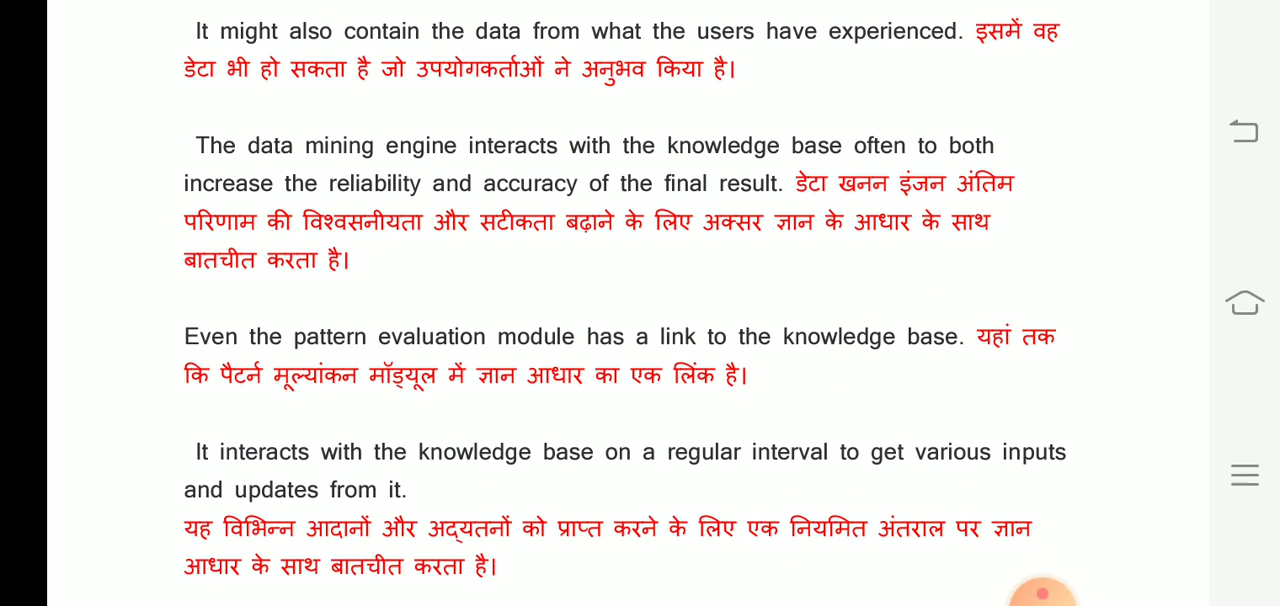 It might also contain the data from what the users have experienced. इसमें वह
डेटा भी हो सकता है जो उपयोगकर्ताओं ने अनुभव किया है।
The data mining engine interacts with the knowledge base often to both
increase the reliability and accuracy of the final result. डेटा खनन इंजन अंतिम
परिणाम की विश्वसनीयता और सटीकता बढ़ाने के लिए अक्सर ज्ञान के आधार के साथ
बातचीत करता है।
Even the pattern evaluation module has a link to the knowledge base. यहां तक
कि पैटर्न मूल्यांकन मॉड्यूल में ज्ञान आधार का एक लिंक है।
It interacts with the knowledge base on a regular interval to get various inputs
and updates from it.
यह विभिन्न आदानों और अद्यतनों को प्राप्त करने के लिए एक नियमित अंतराल पर ज्ञान
आधार के साथ बातचीत करता है।